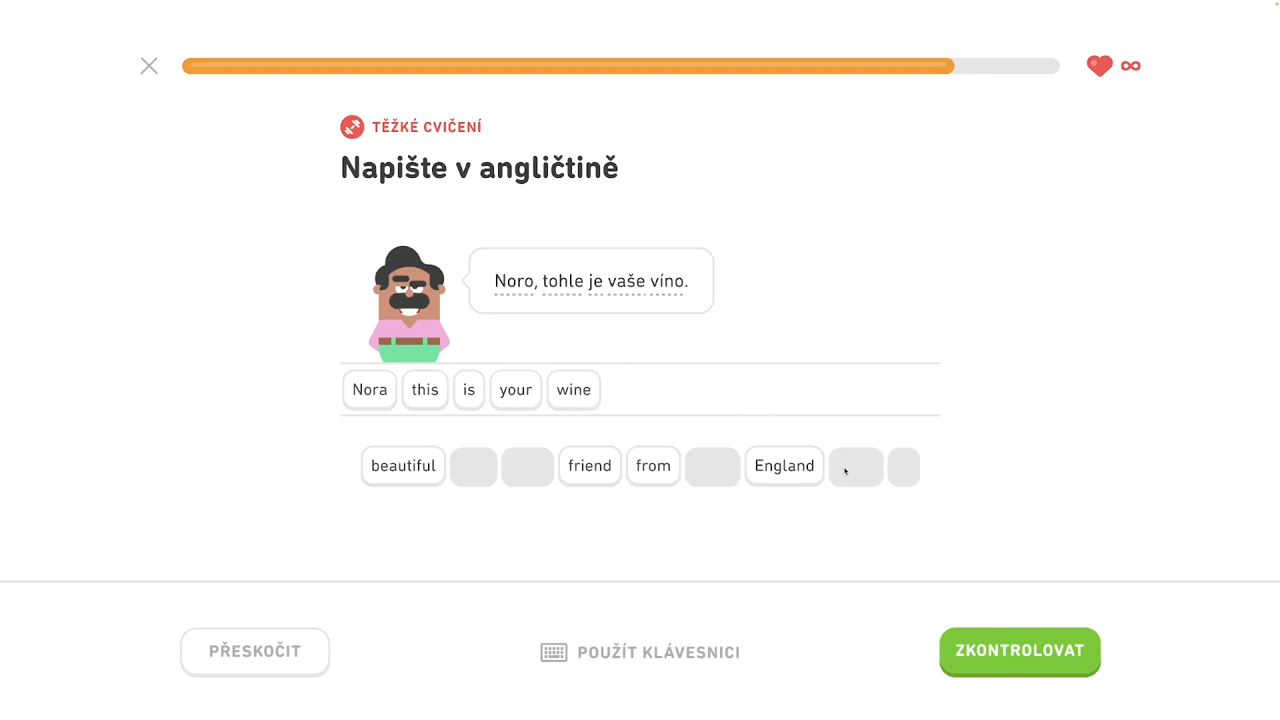 TĚŽKÉ CVIČENÍ
Napište v angličtině
Noro, tohle je vaše víno.
Nora this is your wine
beautiful friend from England
PŘESKOČIT POUŽÍT KLÁVESNICI ZKONTROLOVAT